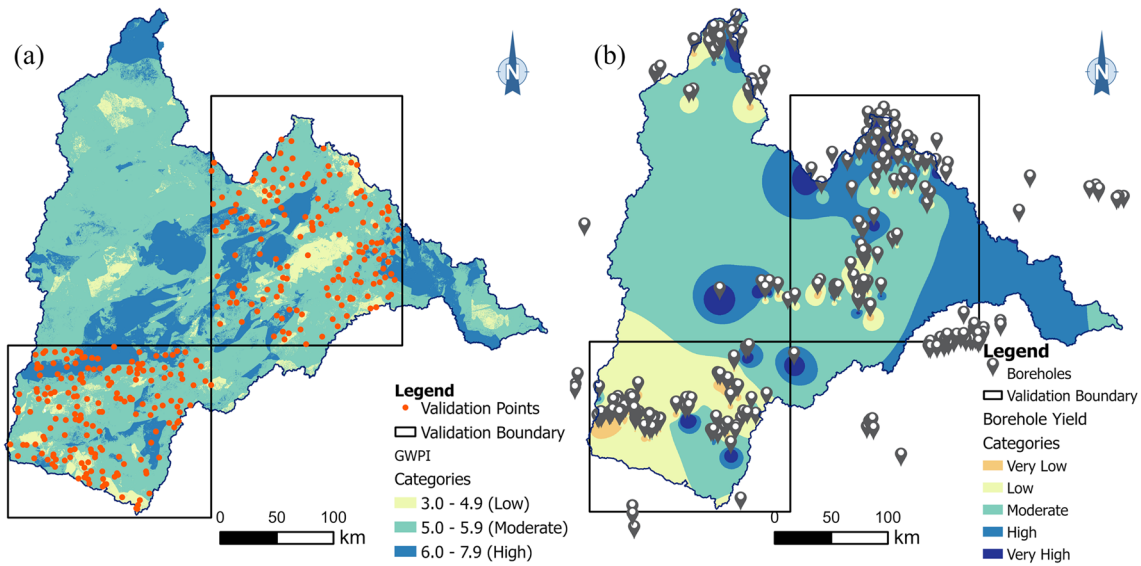 (a)
N
Legend
Validation Points
Validation Boundary
GWPI
Categories
3.0 - 4.9 (Low)
5.0 - 5.9 (Moderate)
6.0 - 7.9 (High)
0 50 100
km
(b)
N
Legend
Boreholes
Validation Boundary
Borehole Yield
Categories
Very Low
Low
Moderate
High
Very High
0 50 100
km